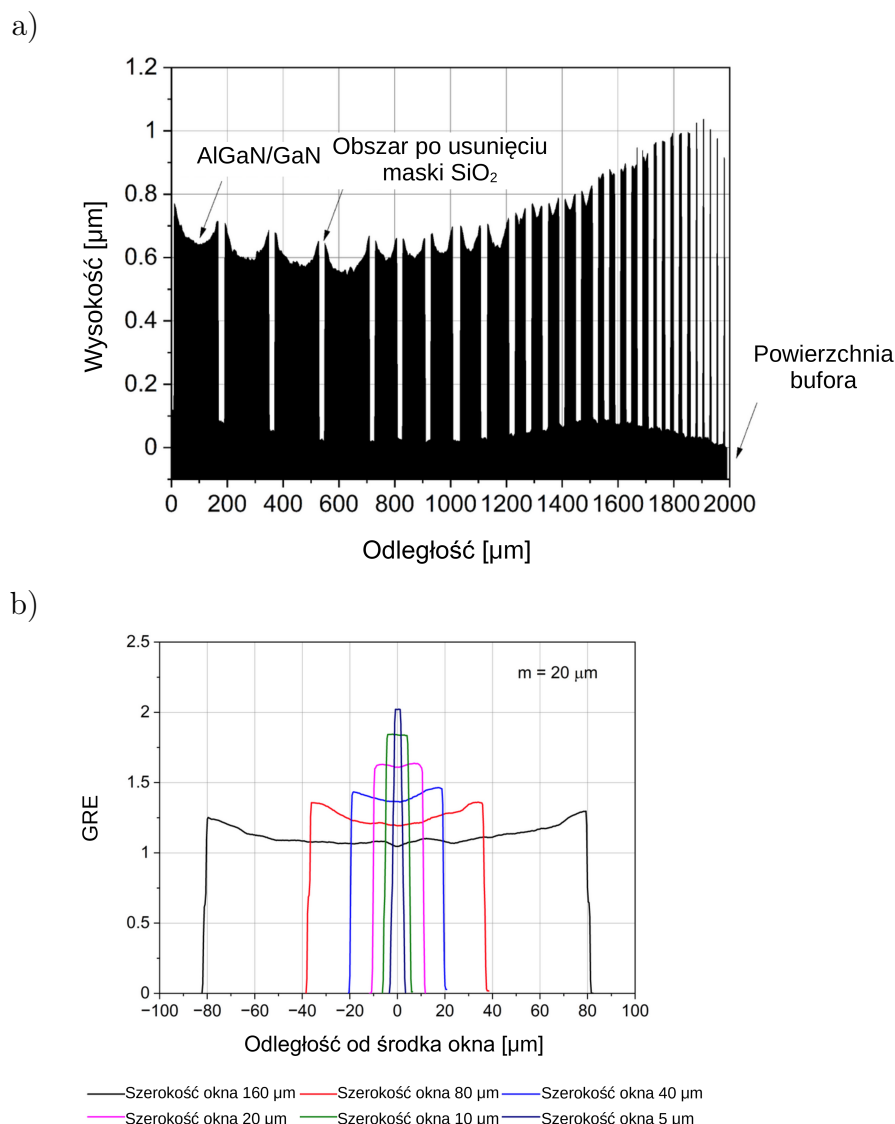 a)
1.2
1
0.8
0.6
0.4
0.2
0
Wysokość [μm]
AlGaN/GaN
Obszar po usunięciu
maski SiO₂
Powierzchnia
bufora
0 200 400 600 800 1000 1200 1400 1600 1800 2000
Odległość [μm]
b)
2.5
2
1.5
1
0.5
0
GRE
m = 20 μm
−100 −80 −60 −40 −20 0 20 40 60 80 100
Odległość od środka okna [μm]
Szerokość okna 160 μm Szerokość okna 80 μm Szerokość okna 40 μm
Szerokość okna 20 μm Szerokość okna 10 μm Szerokość okna 5 μm